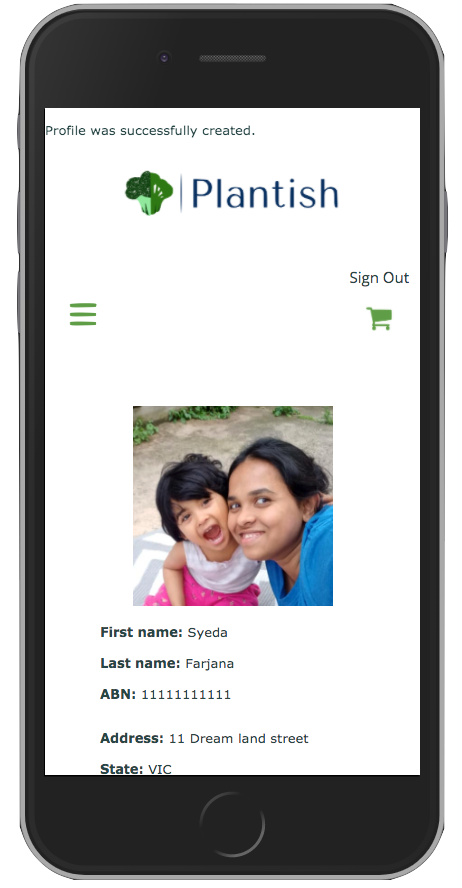 Profile was successfully created.
Plantish
Sign Out
First name: Syeda
Last name: Farjana
ABN: 11111111111
Address: 11 Dream land street
State: VIC